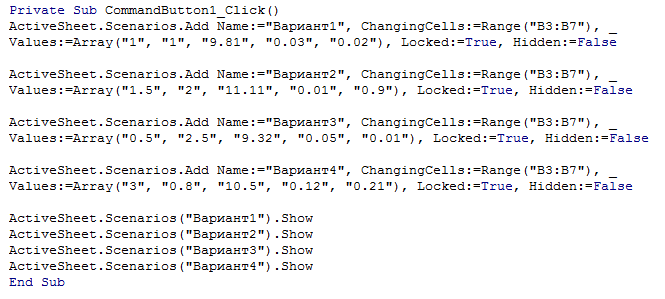 Private Sub CommandButton1_Click()
ActiveSheet.Scenarios.Add Name:="Вариант1", ChangingCells:=Range("B3:B7"), _
Values:=Array("1", "1", "9.81", "0.03", "0.02"), Locked:=True, Hidden:=False
ActiveSheet.Scenarios.Add Name:="Вариант2", ChangingCells:=Range("B3:B7"), _
Values:=Array("1.5", "2", "11.11", "0.01", "0.9"), Locked:=True, Hidden:=False
ActiveSheet.Scenarios.Add Name:="Вариант3", ChangingCells:=Range("B3:B7"), _
Values:=Array("0.5", "2.5", "9.32", "0.05", "0.01"), Locked:=True, Hidden:=False
ActiveSheet.Scenarios.Add Name:="Вариант4", ChangingCells:=Range("B3:B7"), _
Values:=Array("3", "0.8", "10.5", "0.12", "0.21"), Locked:=True, Hidden:=False
ActiveSheet.Scenarios("Вариант1").Show
ActiveSheet.Scenarios("Вариант2").Show
ActiveSheet.Scenarios("Вариант3").Show
ActiveSheet.Scenarios("Вариант4").Show
End Sub